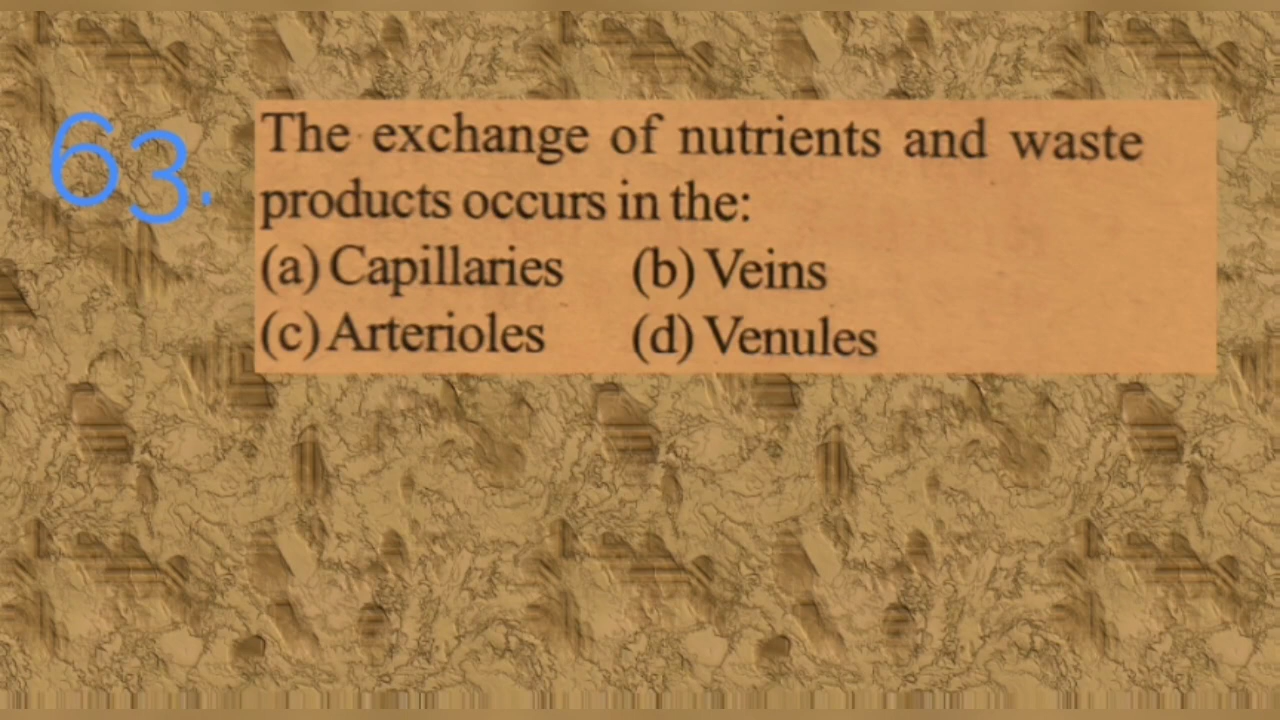 63.
The exchange of nutrients and waste
products occurs in the:
(a) Capillaries (b) Veins
(c) Arterioles (d) Venules